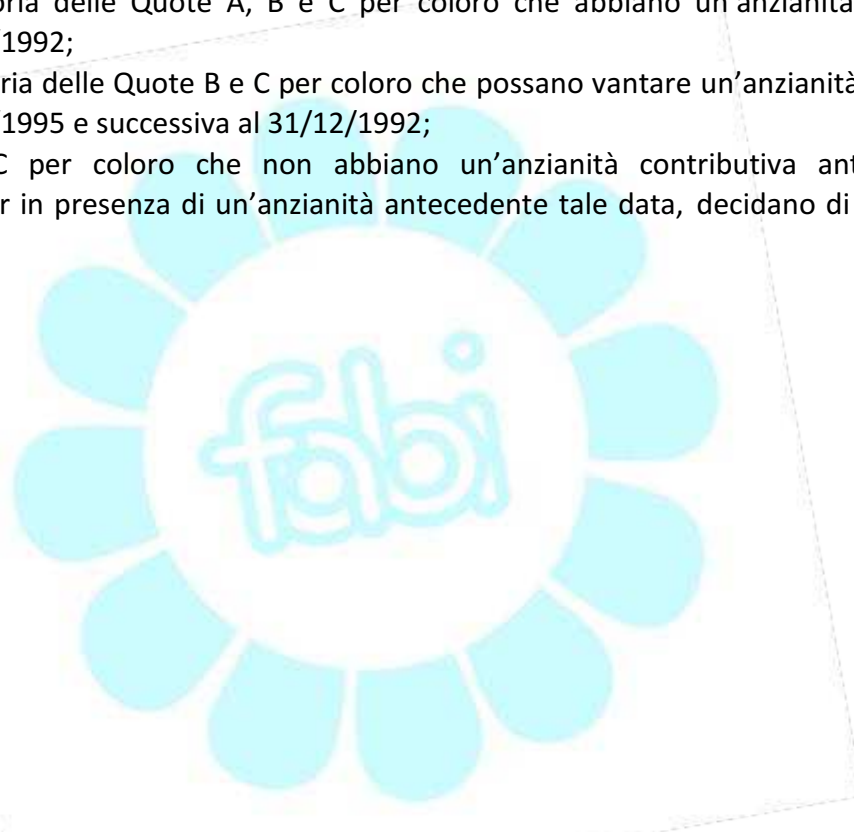 oria delle Quote A, B e C per coloro che abbiano un'anzianità
/1992;
ria delle Quote B e C per coloro che possano vantare un'anzianità
/1995 e successiva al 31/12/1992;
C per coloro che non abbiano un'anzianità contributiva ant
r in presenza di un'anzianità antecedente tale data, decidano di
fabi